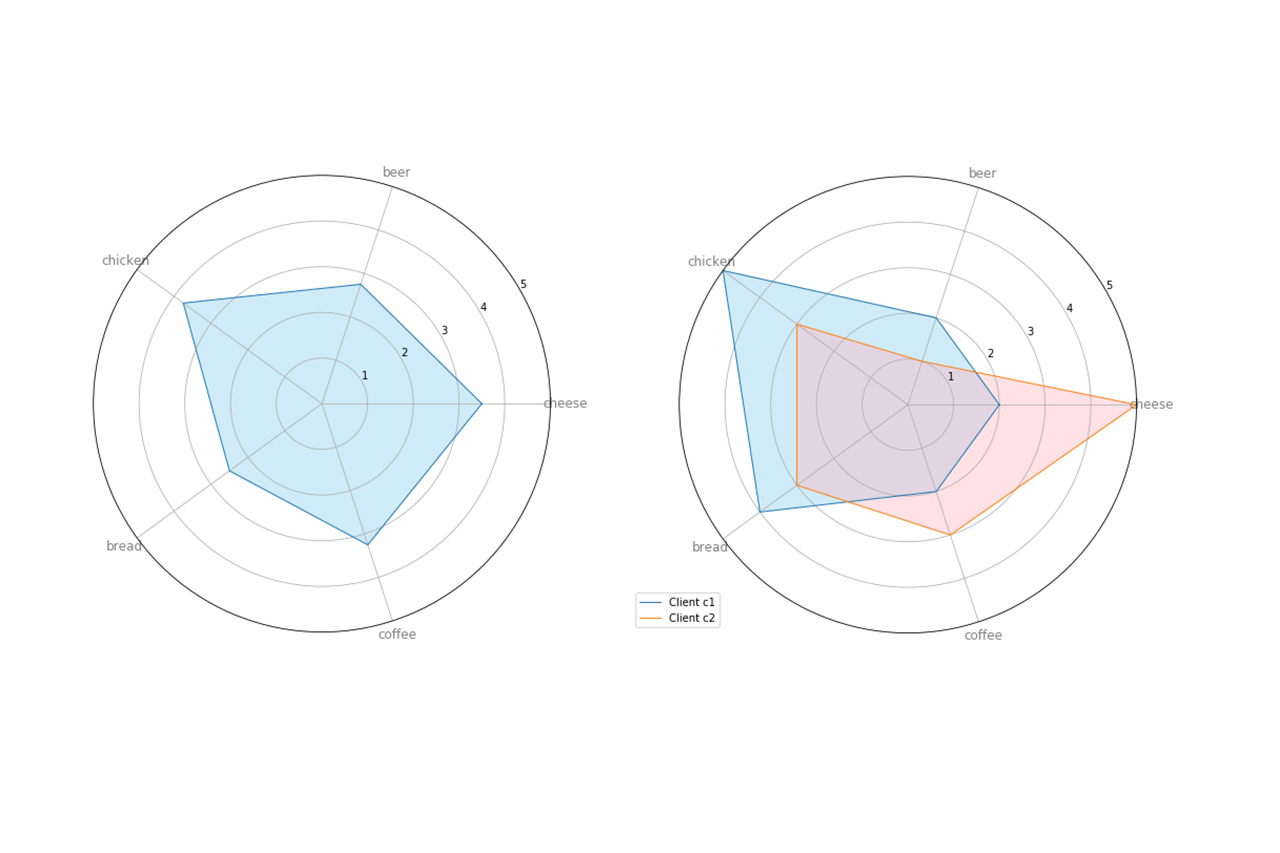 beer
chicken
5
4
3
2
1
cheese
bread
coffee
beer
chicken
5
4
3
2
1
cheese
bread
coffee
Client c1
Client c2